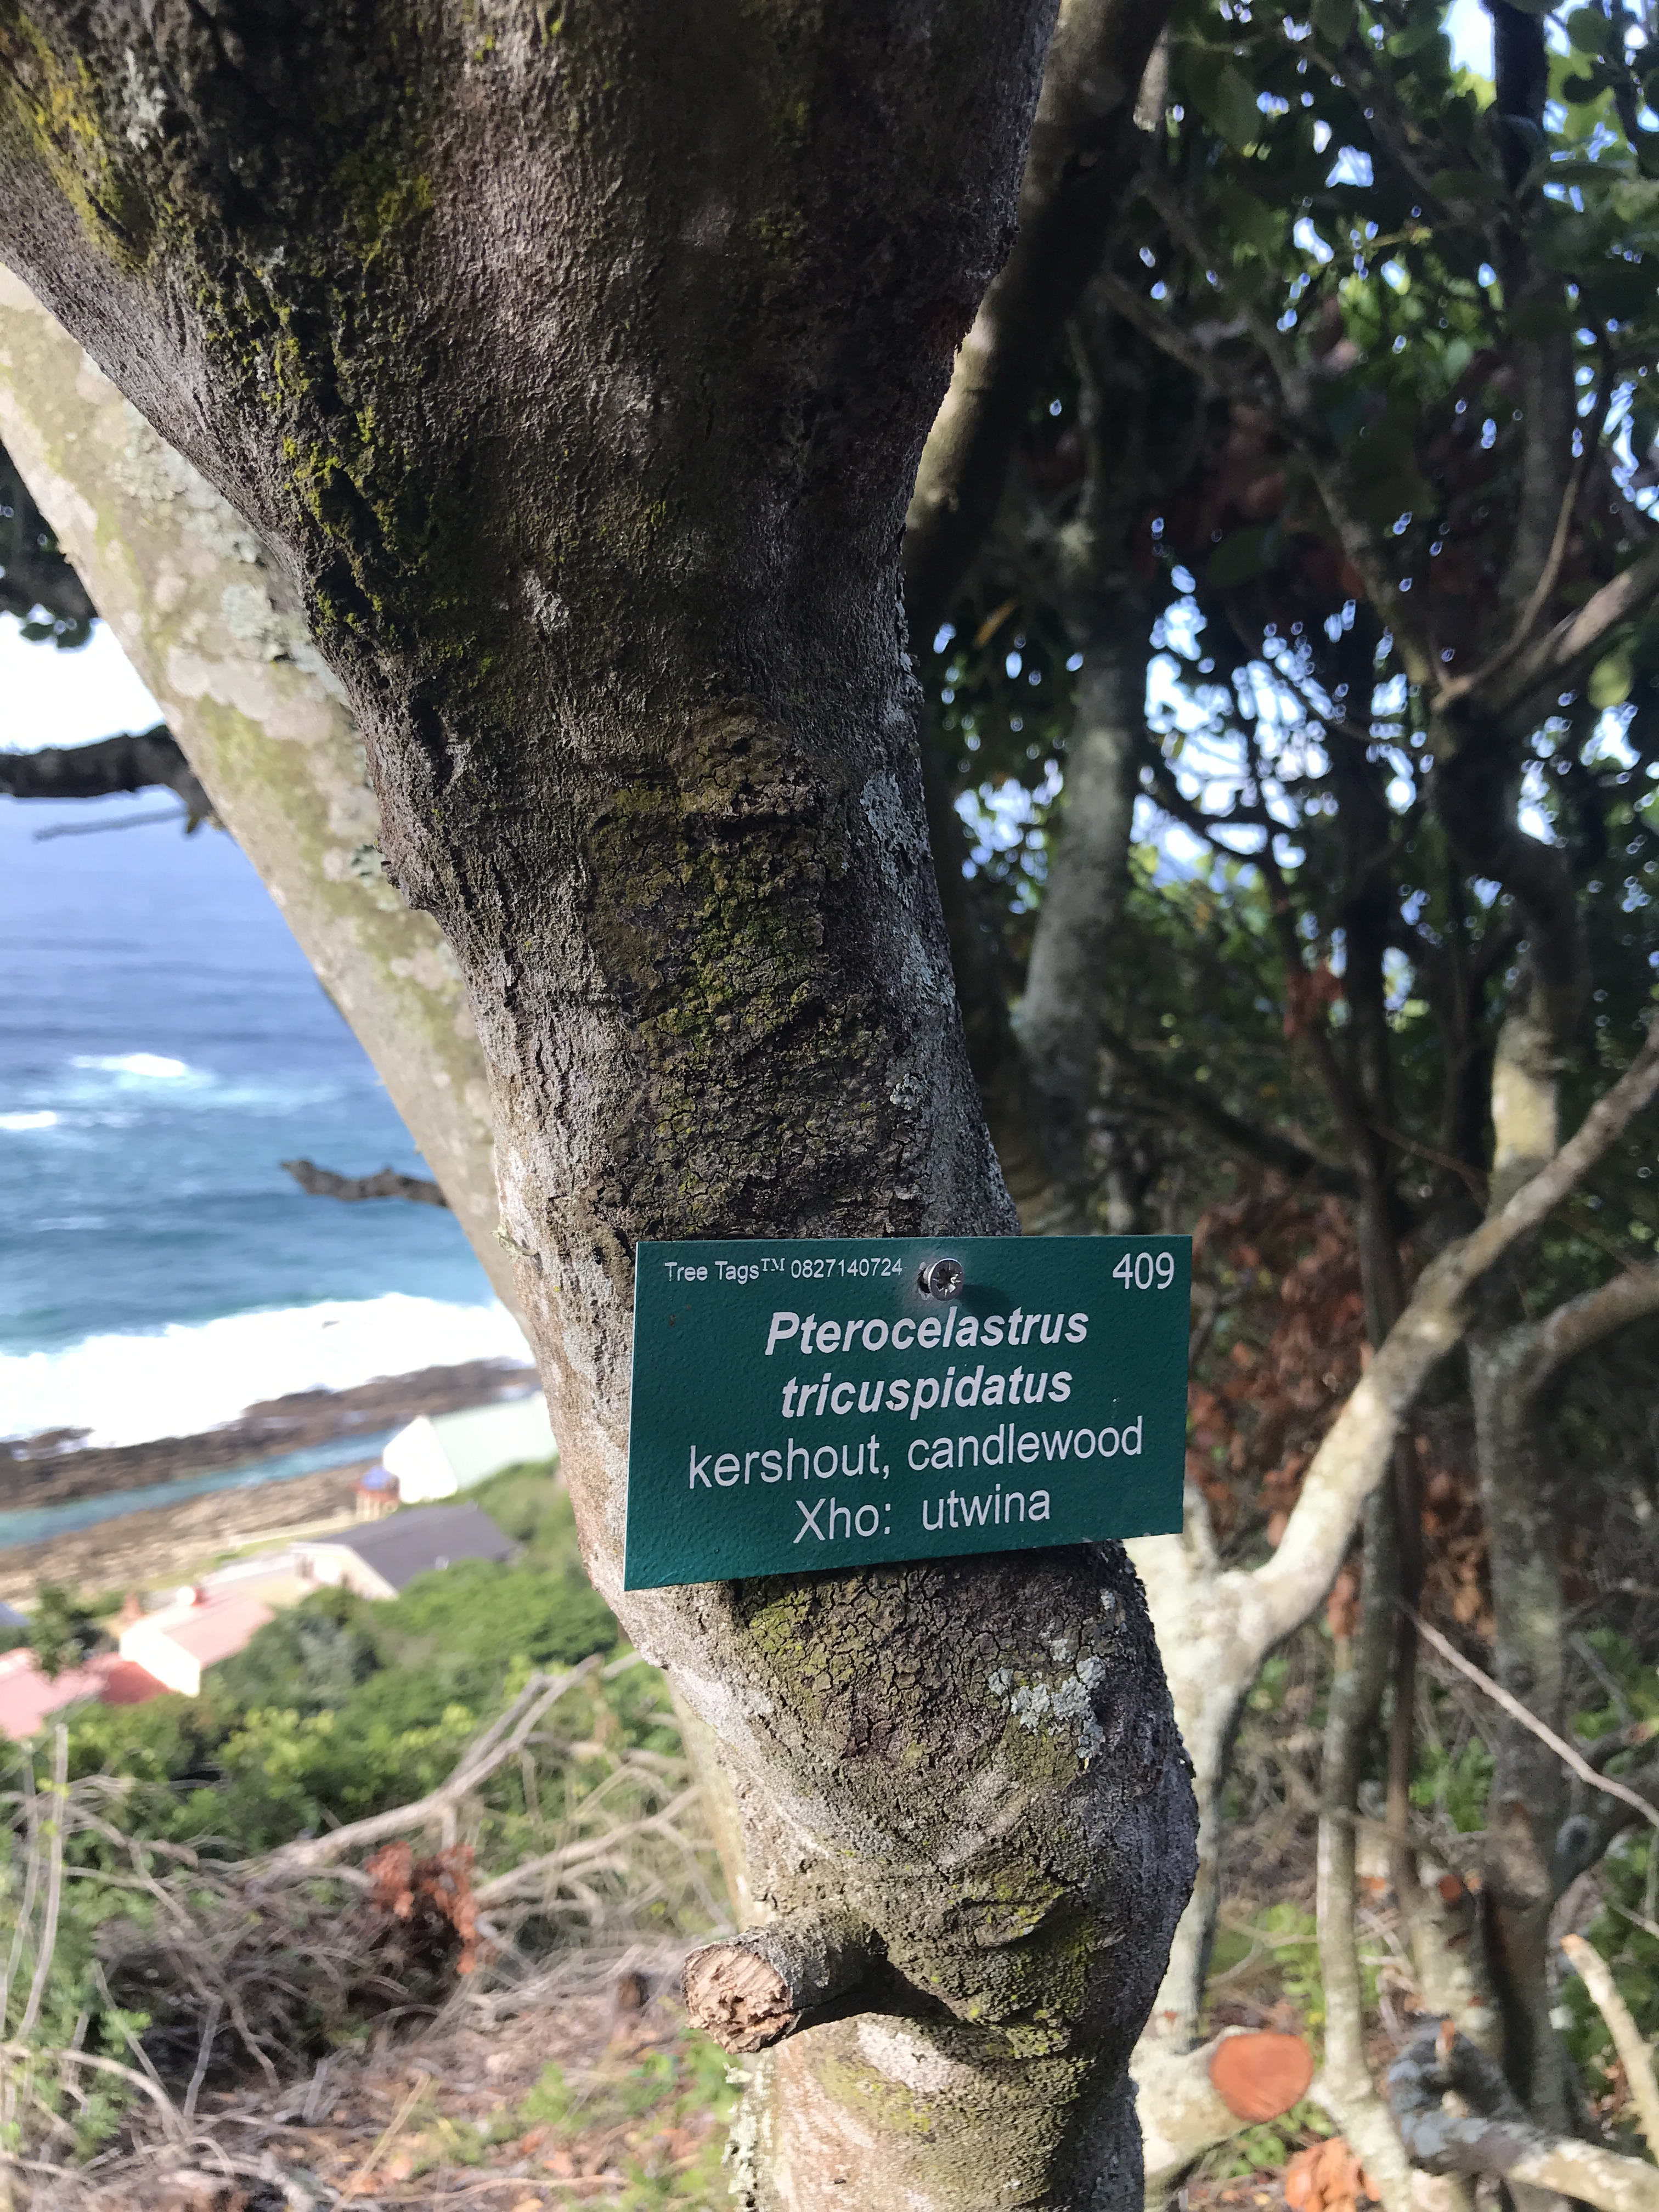 Tree Tags™ 0827140724 409
Pterocelastrus
tricuspidatus
kershout, candlewood
Xho: utwina